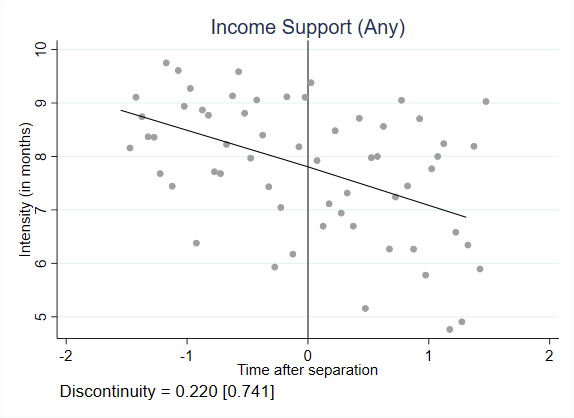 Income Support (Any)
Intensity (in months)
10
9
8
7
6
5
-2 -1 0 1 2
Time after separation
Discontinuity = 0.220 [0.741]